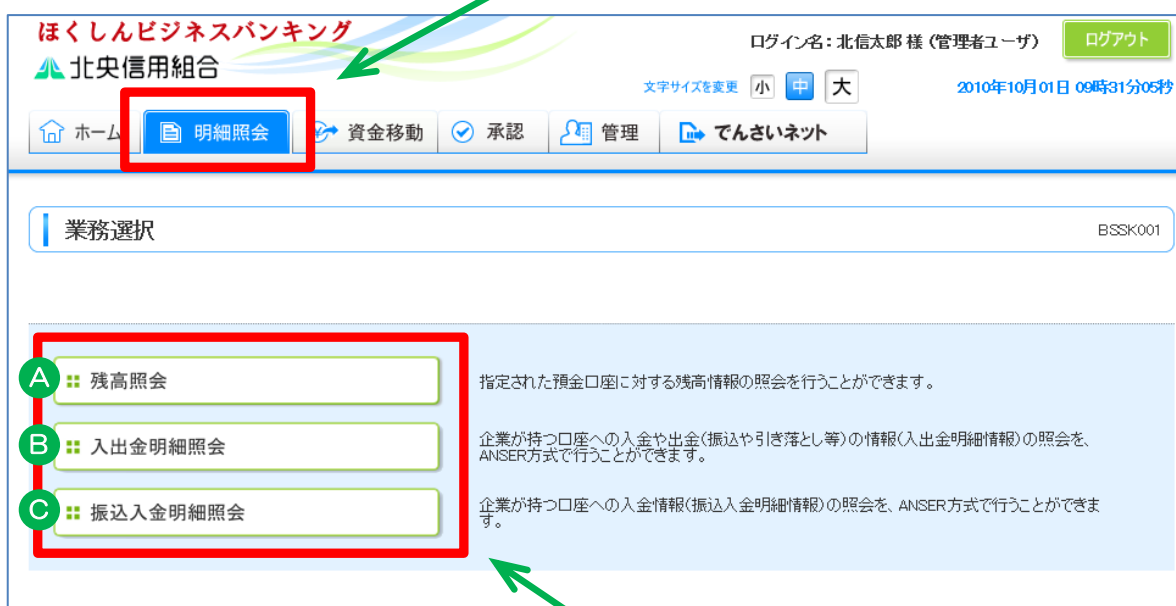 ほくしんビジネスバンキング
北央信用組合
ログイン名：北信太郎 様 (管理者ユーザ)
ログアウト
文字サイズを変更 小 中 大
2010年10月01日 09時31分05秒
ホーム 明細照会 資金移動 承認 管理 でんさいネット
業務選択
BSSK001
A 残高照会
指定された預金口座に対する残高情報の照会を行うことができます。
B 入出金明細照会
企業が持つ口座への入金や出金(振込や引き落とし等)の情報(入出金明細情報)の照会を、
ANSER方式で行うことができます。
C 振込入金明細照会
企業が持つ口座への入金情報(振込入金明細情報)の照会を、ANSER方式で行うことができま
す。